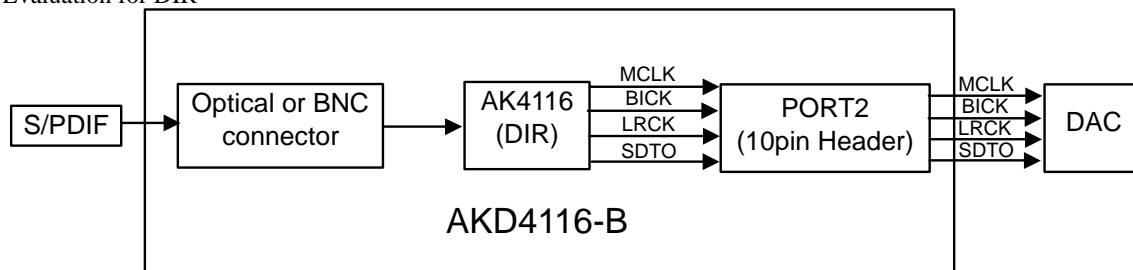 Evaluation for DIR
S/PDIF
Optical or BNC
connector
AK4116
(DIR)
MCLK
BICK
LRCK
SDTO
PORT2
(10pin Header)
MCLK
BICK
LRCK
SDTO
DAC
AKD4116-B